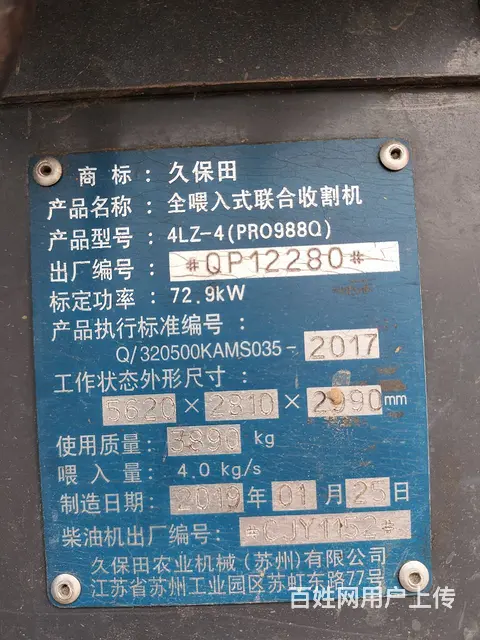 商标：久保田
产品名称：全喂入式联合收割机
产品型号：4LZ-4(PRO988Q)
出厂编号：#QP12280#
标定功率：72.9kW
产品执行标准编号：
Q/320500KAMS035-2017
工作状态外形尺寸：
5620×2810×2990mm
使用质量：3890kg
喂入量：4.0kg/s
制造日期：2019年01月25日
柴油机出厂编号：#CJY1152#
久保田农业机械(苏州)有限公司
江苏省苏州工业园区苏虹东路77号
百姓网用户上传